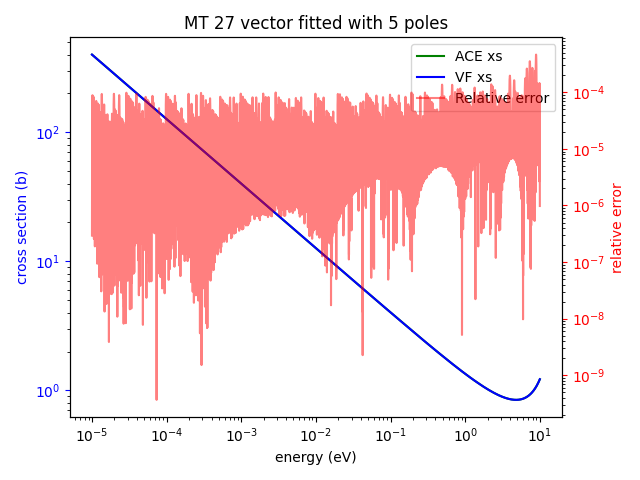 MT 27 vector fitted with 5 poles
ACE xs
VF xs
Relative error
cross section (b)
10^2
10^1
10^0
10^-4
10^-5
10^-6
10^-7
10^-8
10^-9
relative error
10^-5
10^-4
10^-3
10^-2
10^-1
10^0
10^1
energy (eV)